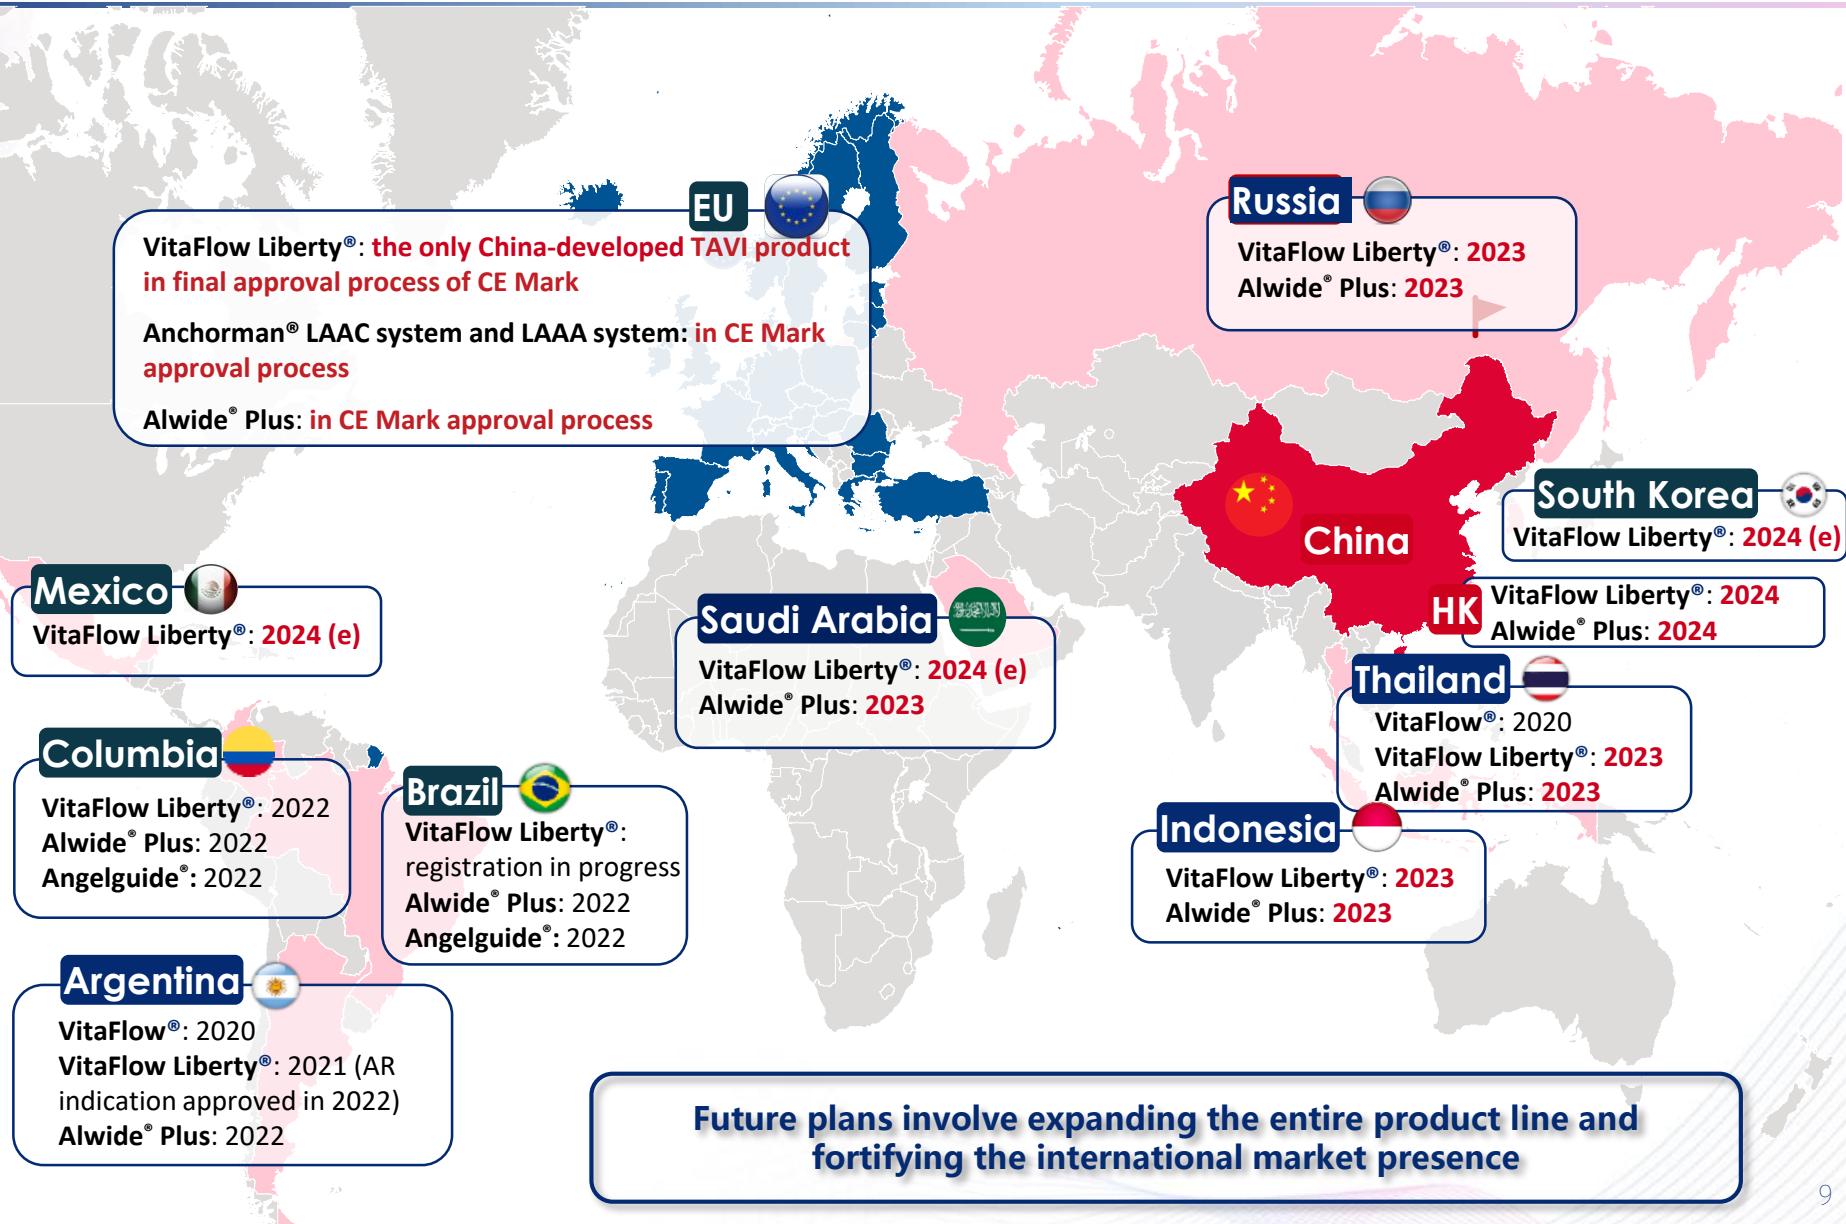 EU
VitaFlow Liberty®: the only China-developed TAVI product
in final approval process of CE Mark
Anchorman® LAAC system and LAAA system: in CE Mark
approval process
Alwide® Plus: in CE Mark approval process
Russia
VitaFlow Liberty®: 2023
Alwide® Plus: 2023
China
South Korea
VitaFlow Liberty®: 2024 (e)
HK
VitaFlow Liberty®: 2024
Alwide® Plus: 2024
Mexico
VitaFlow Liberty®: 2024 (e)
Saudi Arabia
VitaFlow Liberty®: 2024 (e)
Alwide® Plus: 2023
Thailand
VitaFlow®: 2020
VitaFlow Liberty®: 2023
Alwide® Plus: 2023
Columbia
VitaFlow Liberty®: 2022
Alwide® Plus: 2022
Angelguide®: 2022
Brazil
VitaFlow Liberty®:
registration in progress
Alwide® Plus: 2022
Angelguide®: 2022
Indonesia
VitaFlow Liberty®: 2023
Alwide® Plus: 2023
Argentina
VitaFlow®: 2020
VitaFlow Liberty®: 2021 (AR
indication approved in 2022)
Alwide® Plus: 2022
Future plans involve expanding the entire product line and
fortifying the international market presence
9